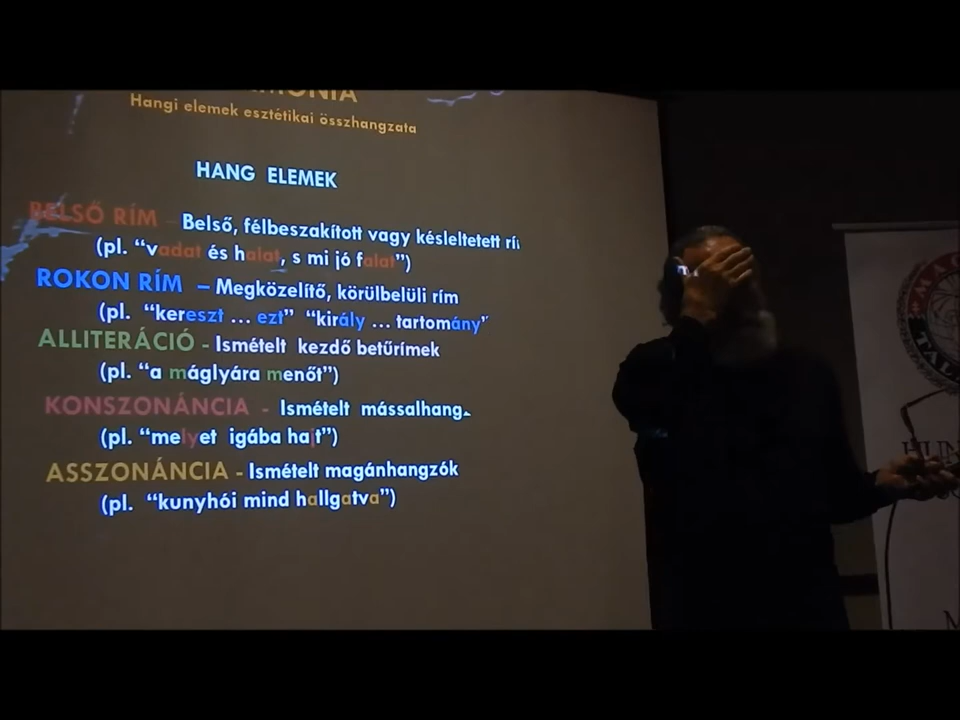 Hangi elemek esztétikai összhangzata
HANG ELEMEK
BELSŐ RÍM – Belső, félbeszakított vagy késleltetett
(pl. “vadat és halat, s mi jó falat”)
ROKON RÍM – Megközelítő, körülbelüli rím
(pl. “kereszt ... ezt” “király ... tartomány”
ALLITERÁCIÓ - Ismételt kezdő betűrímek
(pl. “a máglyára menőt”)
KONSZONÁNCIA - Ismételt
(pl. “melyet igába hajt”)
ASSZONÁNCIA - Ismételt magánhangzók
(pl. “kunyhói mind hallgatva”)